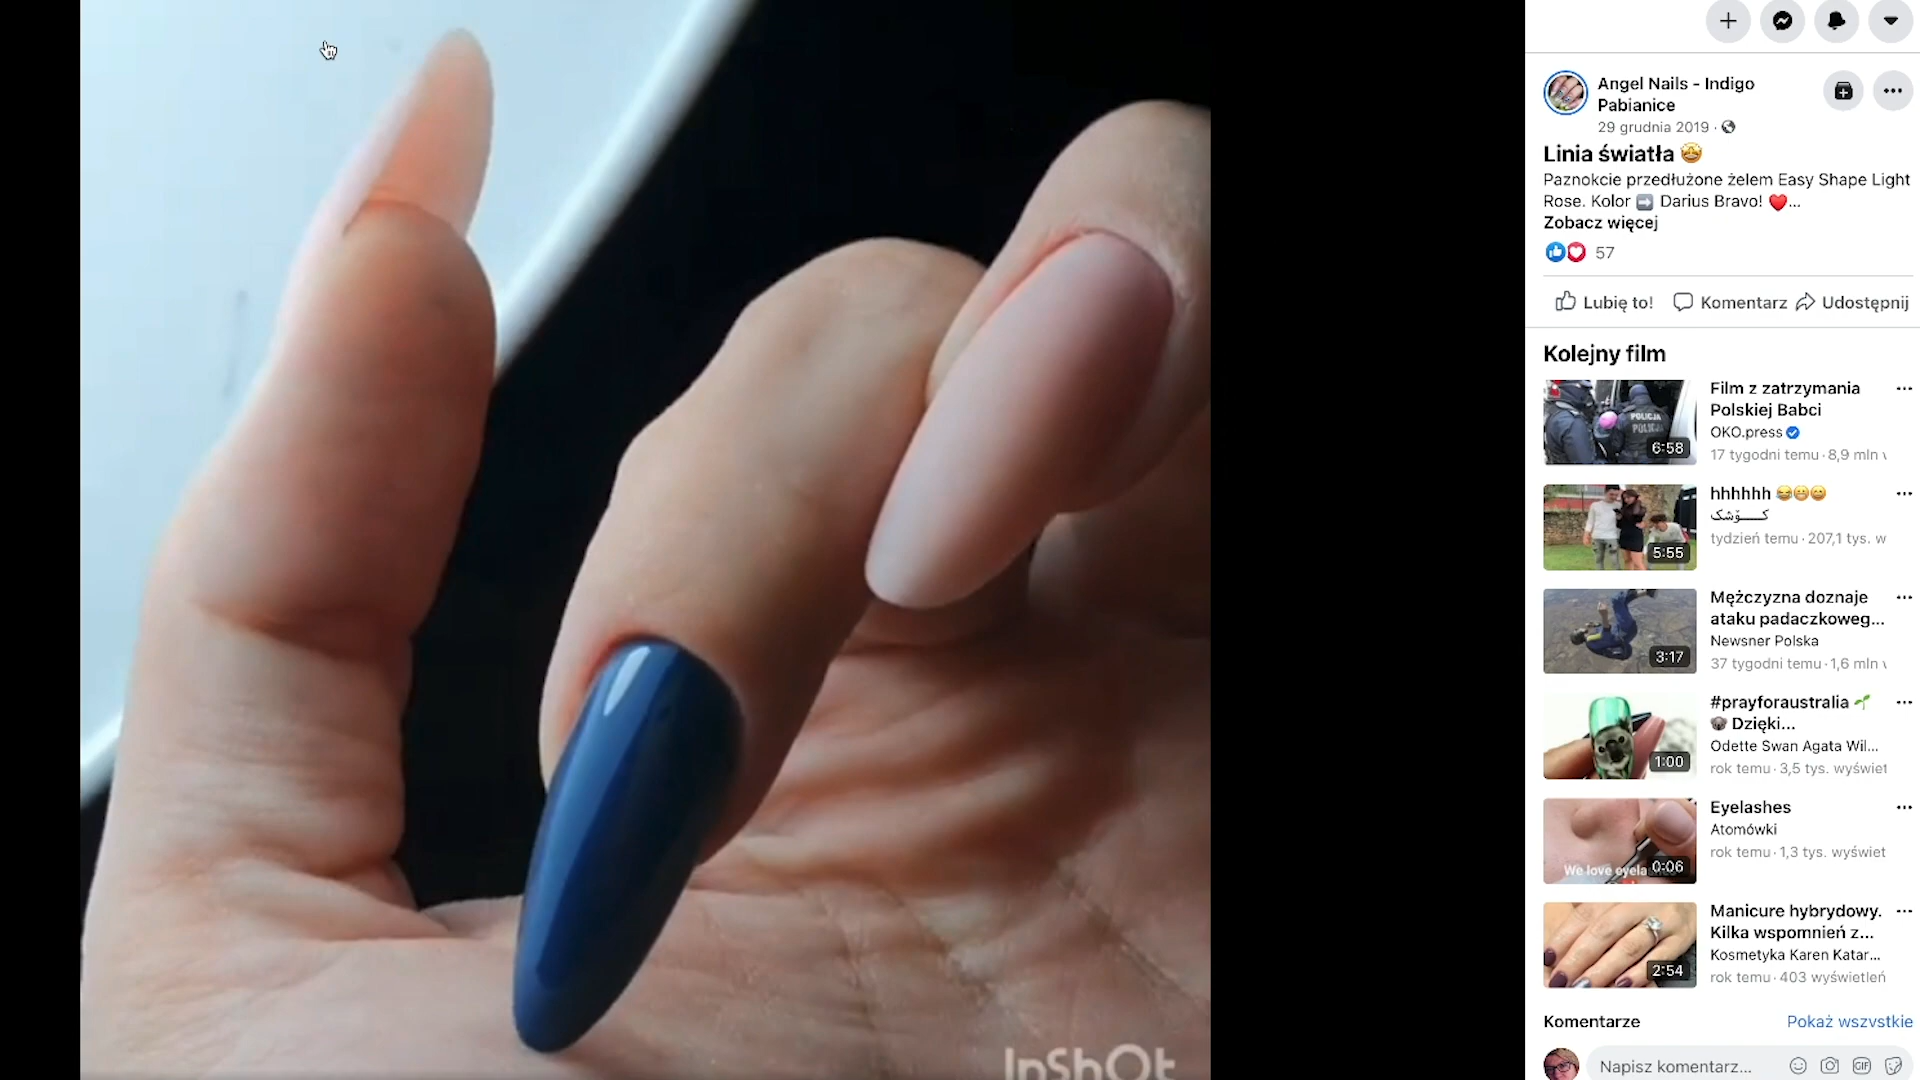 Angel Nails - Indigo
Pabianice
29 grudnia 2019 ·
Linia światła 🤩
Paznokcie przedłużone żelem Easy Shape Light
Rose. Kolor ➡️ Darius Bravo! ❤️...
Zobacz więcej
57
Lubię to! Komentarz Udostępnij
Kolejny film
Film z zatrzymania
Polskiej Babci
OKO.press
17 tygodni temu · 8,9 mln
POLICJA
6:58
hhhhhh 😂😁😄
کـــۆشک
tydzień temu · 207,1 tys. w
5:55
Mężczyzna doznaje
ataku padaczkoweg...
Newsner Polska
37 tygodni temu · 1,6 mln
3:17
#prayforaustralia 🌱
🐨 Dzięki...
Odette Swan Agata Wil...
rok temu · 3,5 tys. wyświet
1:00
Eyelashes
Atomówki
rok temu · 1,3 tys. wyświet
We love eyela
0:06
Manicure hybrydowy.
Kilka wspomnień z...
Kosmetyka Karen Katar...
rok temu · 403 wyświetleń
2:54
Komentarze Pokaż wszystkie
Napisz komentarz... GIF
InShOt